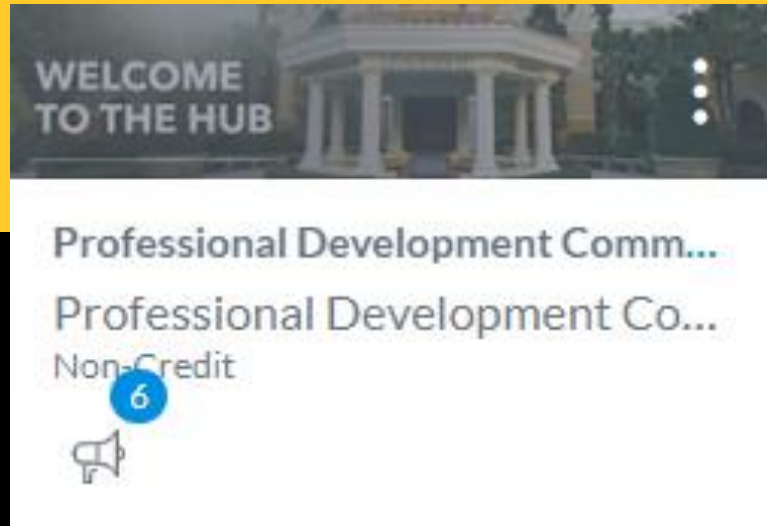 WELCOME
TO THE HUB
Professional Development Comm...
Professional Development Co...
Non-Credit
6